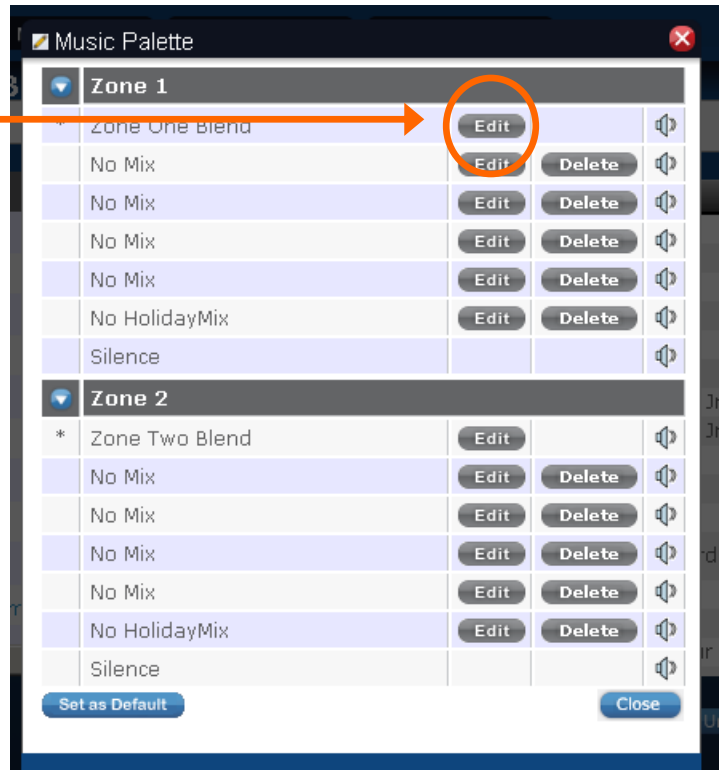 Music Palette
Zone 1
* Zone One Blend Edit
No Mix Edit Delete
No Mix Edit Delete
No Mix Edit Delete
No Mix Edit Delete
No HolidayMix Edit Delete
Silence
Zone 2
* Zone Two Blend Edit
No Mix Edit Delete
No Mix Edit Delete
No Mix Edit Delete
No Mix Edit Delete
No HolidayMix Edit Delete
Silence
Set as Default Close